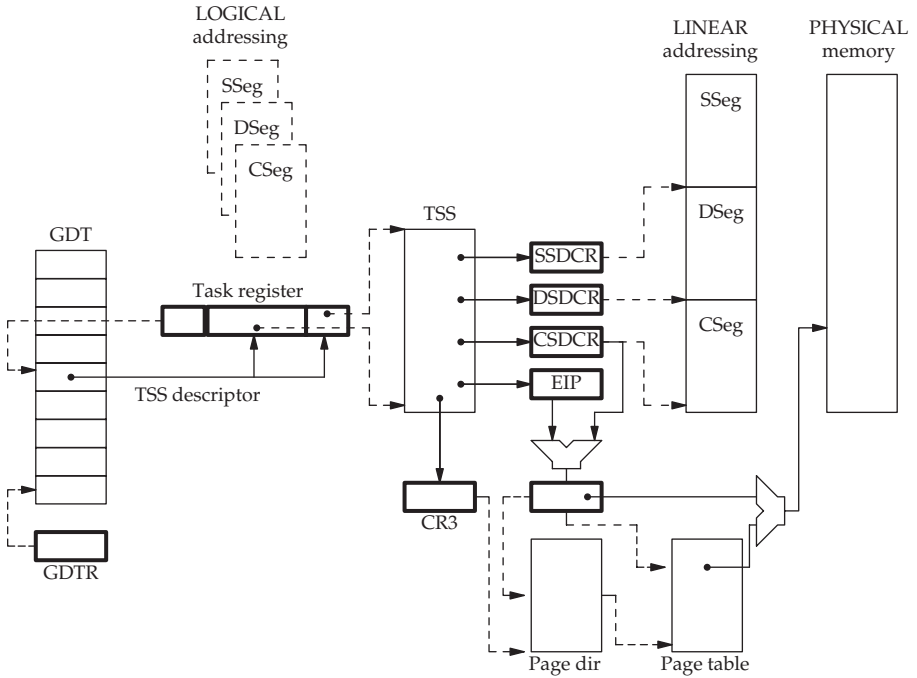 LOGICAL
addressing
SSeg
DSeg
CSeg
LINEAR
addressing
SSeg
DSeg
CSeg
PHYSICAL
memory
GDT
Task register
TSS descriptor
GDTR
TSS
SSDCR
DSDCR
CSDCR
EIP
CR3
Page dir
Page table